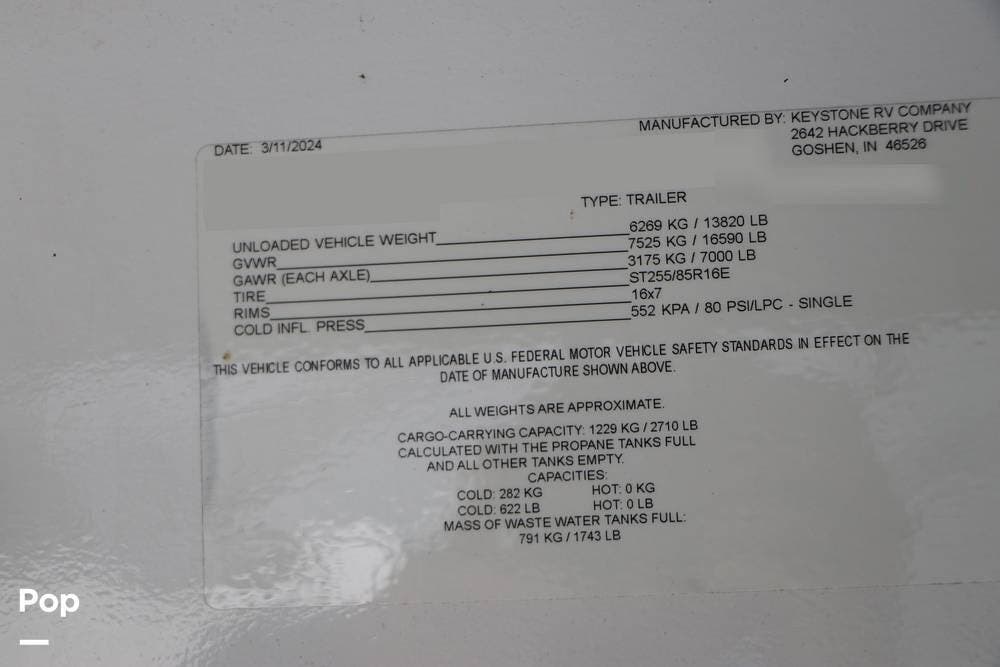 DATE: 3/11/2024
MANUFACTURED BY: KEYSTONE RV COMPANY
2642 HACKBERRY DRIVE
GOSHEN, IN 46526
TYPE: TRAILER
UNLOADED VEHICLE WEIGHT 6269 KG / 13820 LB
GVWR 7525 KG / 16590 LB
GAWR (EACH AXLE) 3175 KG / 7000 LB
TIRE ST255/85R16E
RIMS 16x7
COLD INFL. PRESS 552 KPA / 80 PSI/LPC - SINGLE
THIS VEHICLE CONFORMS TO ALL APPLICABLE U.S. FEDERAL MOTOR VEHICLE SAFETY STANDARDS IN EFFECT ON THE
DATE OF MANUFACTURE SHOWN ABOVE.
ALL WEIGHTS ARE APPROXIMATE.
CARGO-CARRYING CAPACITY: 1229 KG / 2710 LB
CALCULATED WITH THE PROPANE TANKS FULL
AND ALL OTHER TANKS EMPTY.
CAPACITIES:
COLD: 282 KG HOT: 0 KG
COLD: 622 LB HOT: 0 LB
MASS OF WASTE WATER TANKS FULL:
791 KG / 1743 LB
Pop